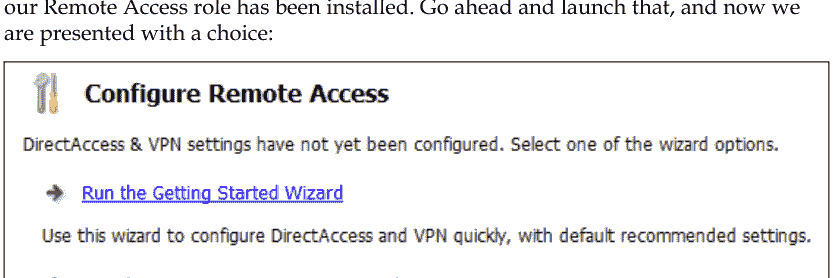 our Remote Access role has been installed. Go ahead and launch that, and now we
are presented with a choice:
Configure Remote Access
DirectAccess & VPN settings have not yet been configured. Select one of the wizard options.
Run the Getting Started Wizard
Use this wizard to configure DirectAccess and VPN quickly, with default recommended settings.